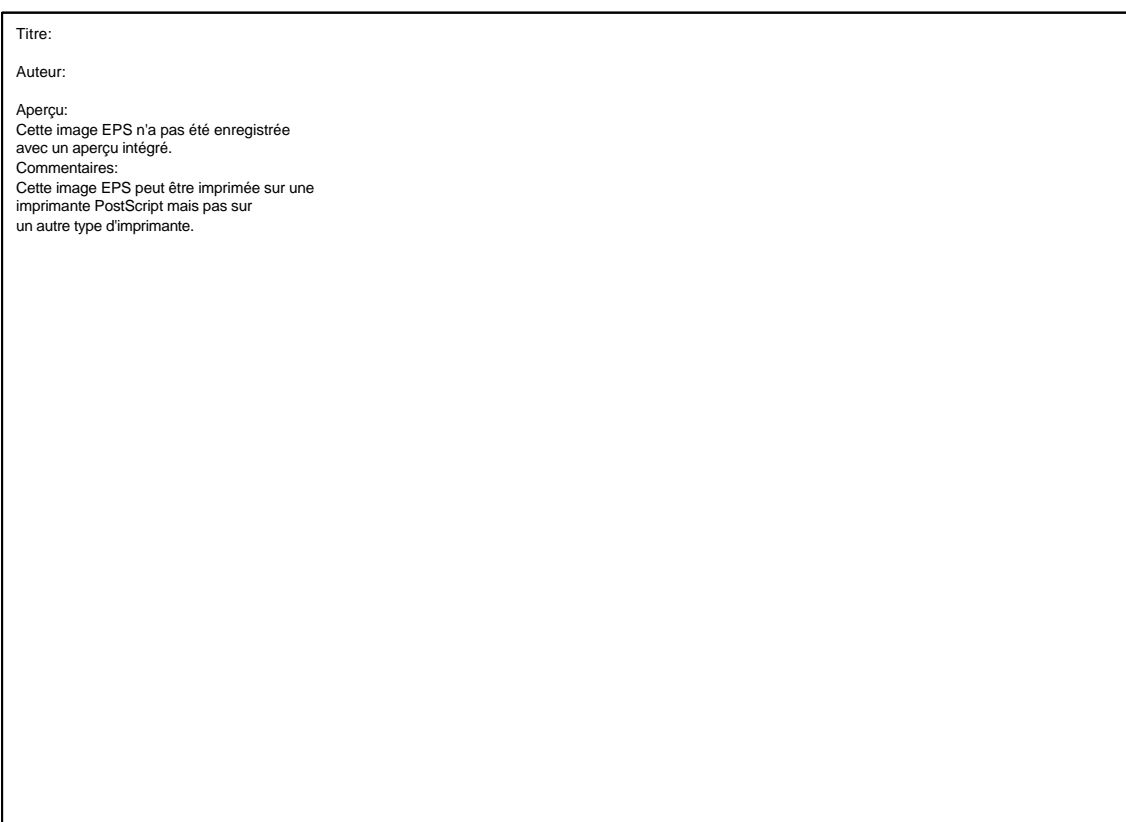 Titre:
Auteur:
Aperçu:
Cette image EPS n'a pas été enregistrée
avec un aperçu intégré.
Commentaires:
Cette image EPS peut être imprimée sur une
imprimante PostScript mais pas sur
un autre type d'imprimante.